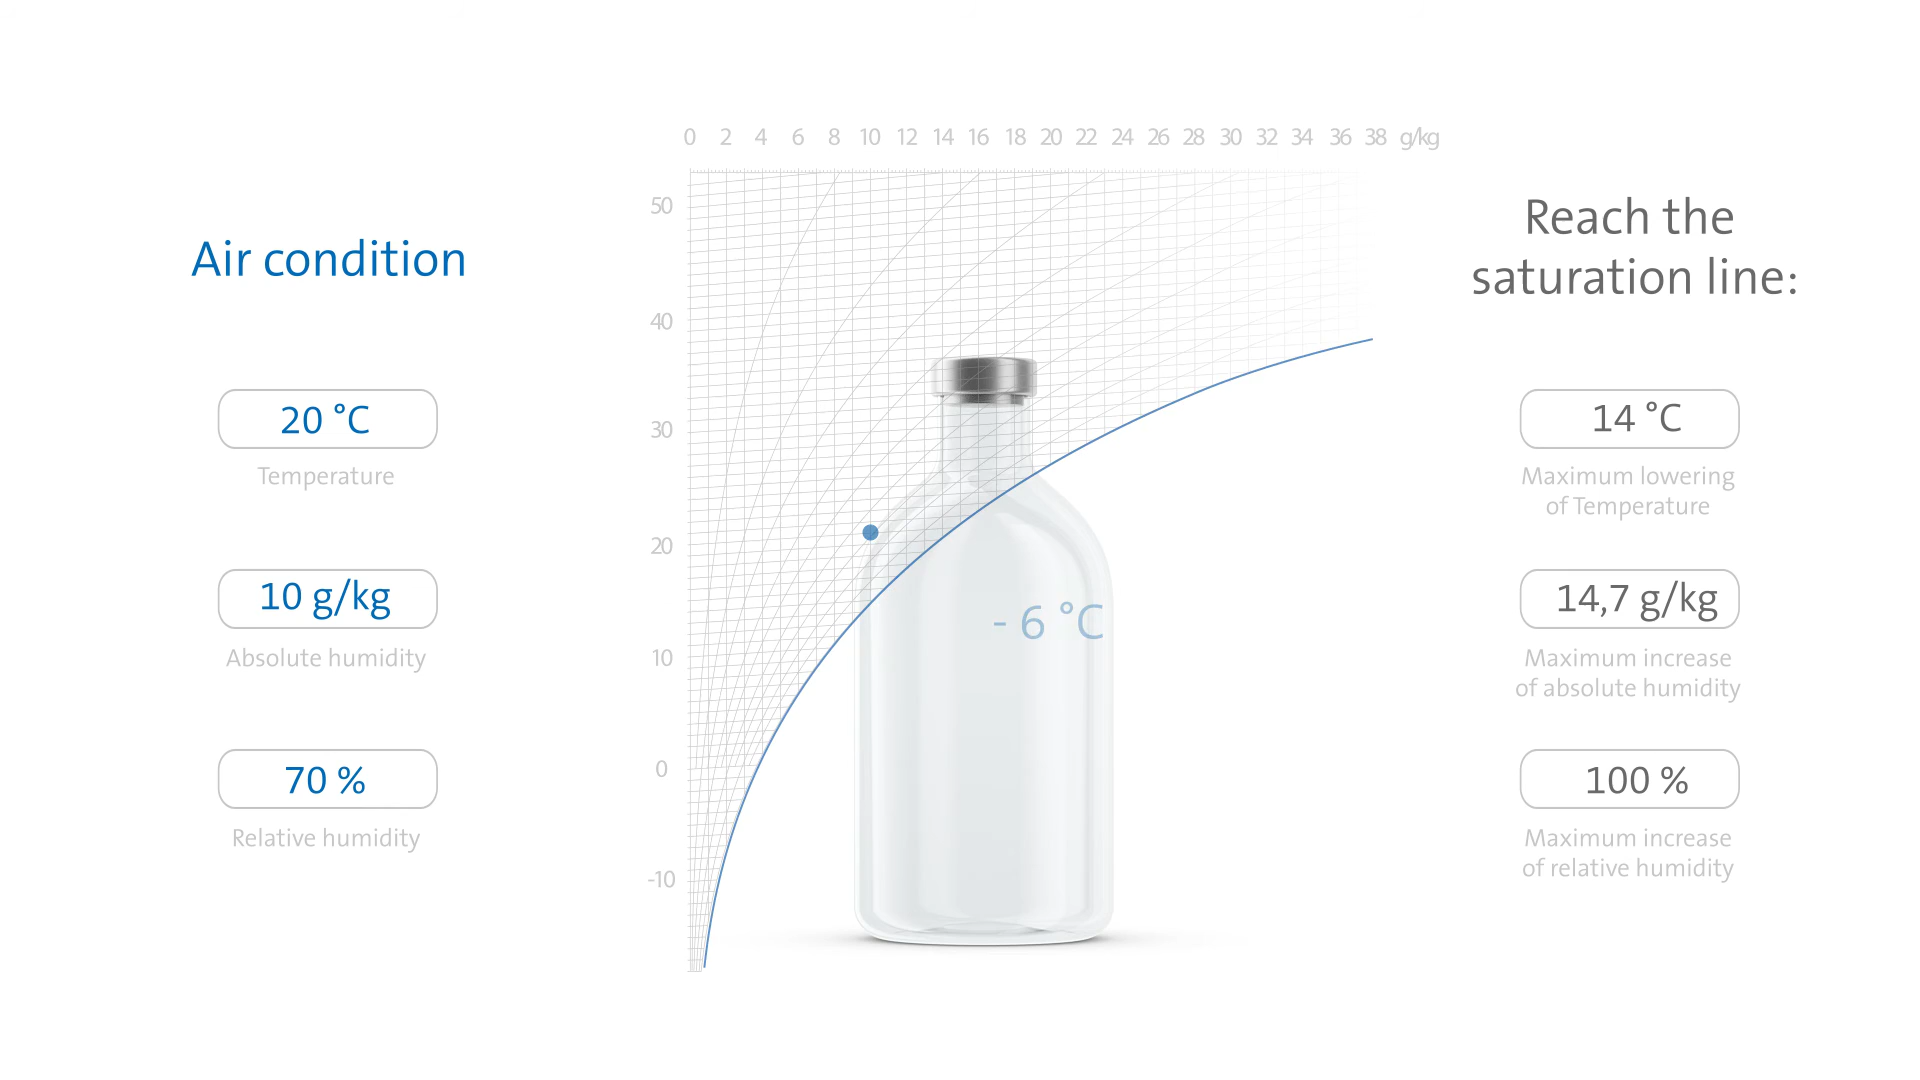 0 2 4 6 8 10 12 14 16 18 20 22 24 26 28 30 32 34 36 38 g/kg
50
40
30
20
10
0
-10
Air condition
20 °C
Temperature
10 g/kg
Absolute humidity
70 %
Relative humidity
- 6 °C
Reach the
saturation line:
14 °C
Maximum lowering
of Temperature
14,7 g/kg
Maximum increase
of absolute humidity
100 %
Maximum increase
of relative humidity